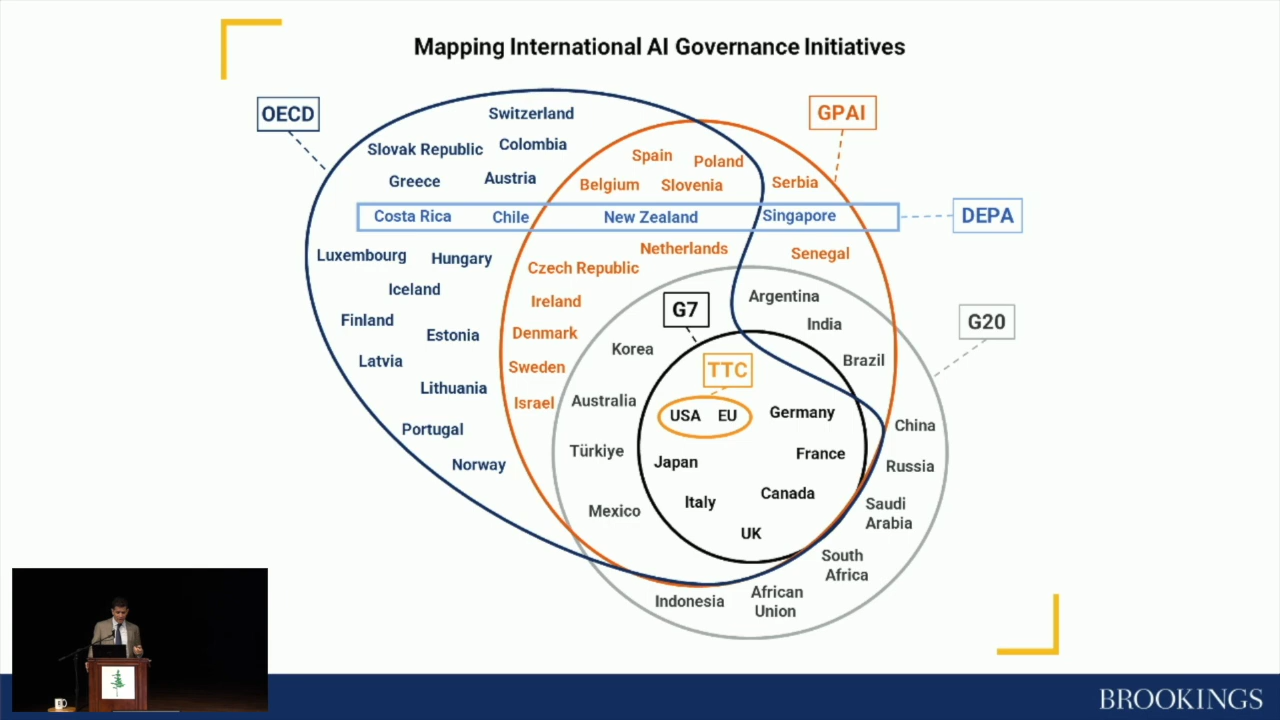 Mapping International AI Governance Initiatives
OECD
GPAI
Switzerland
Slovak Republic
Colombia
Spain
Poland
Greece
Austria
Belgium
Slovenia
Serbia
Costa Rica
Chile
New Zealand
Singapore
DEPA
Luxembourg
Hungary
Netherlands
Senegal
Czech Republic
Iceland
Ireland
G7
Argentina
Finland
Estonia
Denmark
India
G20
Korea
Latvia
Sweden
TTC
Brazil
Lithuania
Israel
Australia
USA
EU
Germany
China
Portugal
Türkiye
Japan
France
Russia
Norway
Italy
Canada
Mexico
Saudi
Arabia
UK
South
Africa
Indonesia
African
Union
BROOKINGS